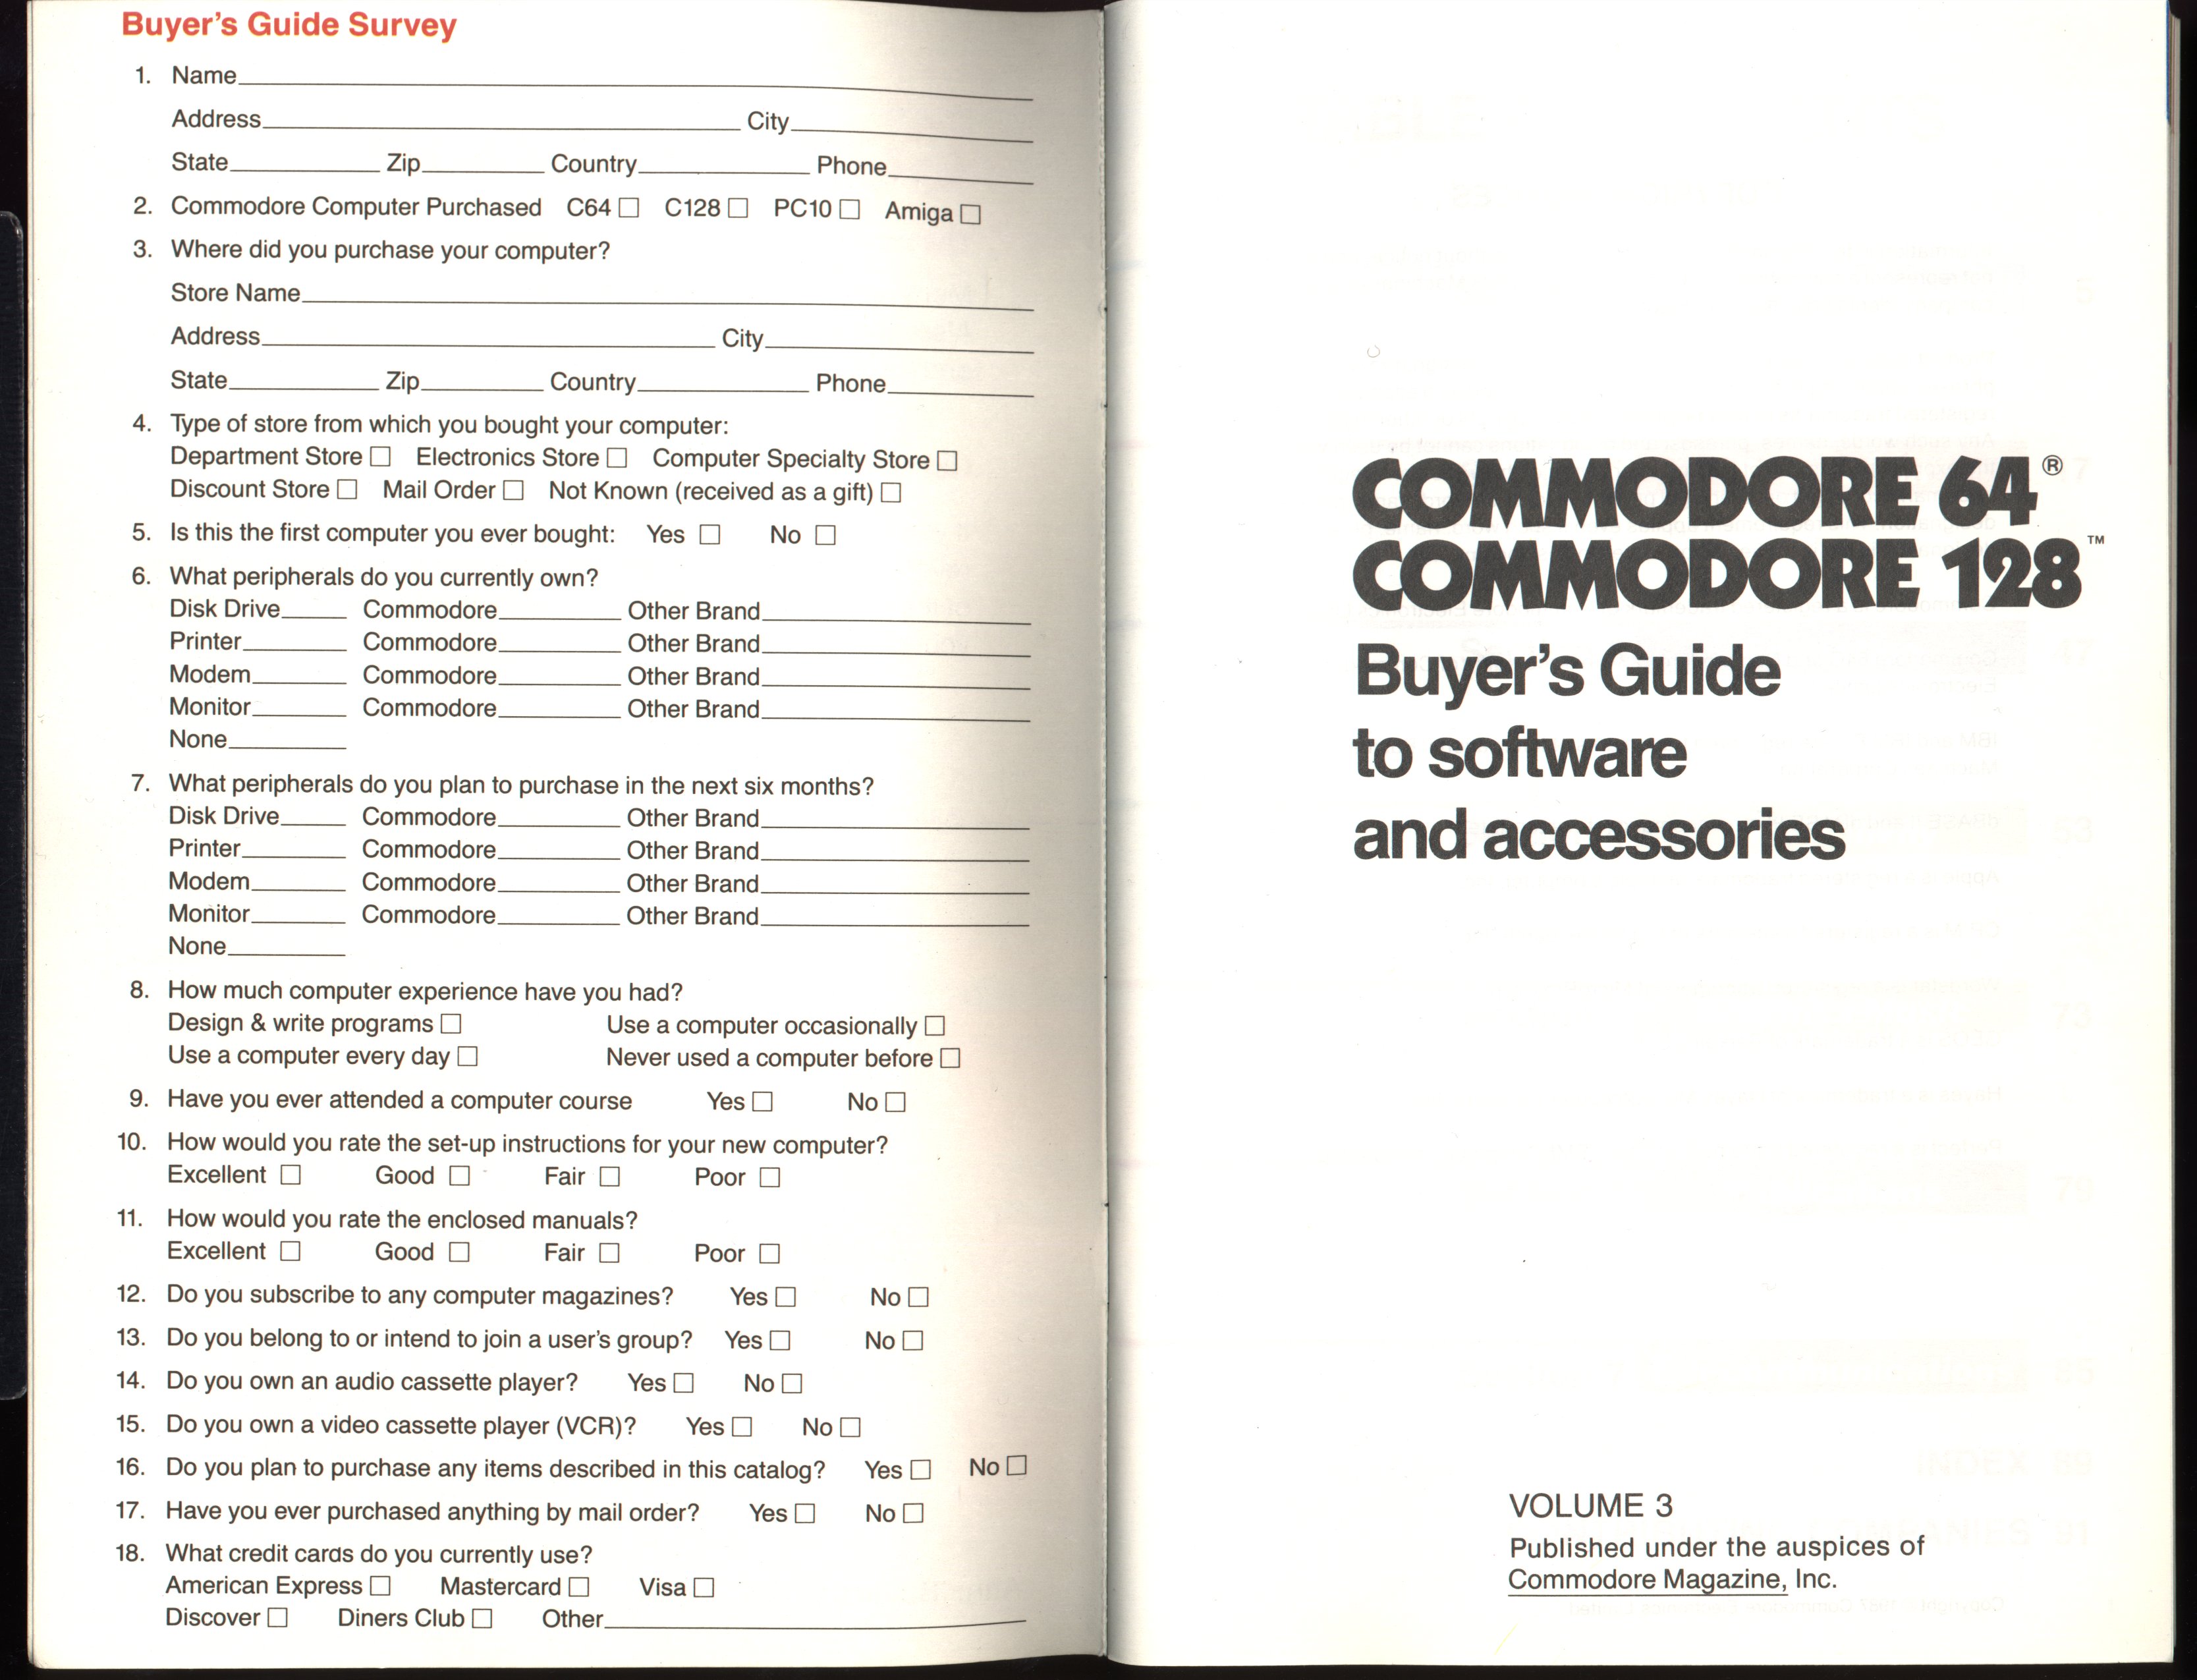 Buyer's Guide Survey
1. Name
Address City
State Zip Country Phone
2. Commodore Computer Purchased C64 ☐ C128 ☐ PC10 ☐ Amiga ☐
3. Where did you purchase your computer?
Store Name
Address City
State Zip Country Phone
4. Type of store from which you bought your computer:
Department Store ☐ Electronics Store ☐ Computer Specialty Store ☐
Discount Store ☐ Mail Order ☐ Not Known (received as a gift) ☐
5. Is this the first computer you ever bought: Yes ☐ No ☐
6. What peripherals do you currently own?
Disk Drive Commodore Other Brand
Printer Commodore Other Brand
Modem Commodore Other Brand
Monitor Commodore Other Brand
None
7. What peripherals do you plan to purchase in the next six months?
Disk Drive Commodore Other Brand
Printer Commodore Other Brand
Modem Commodore Other Brand
Monitor Commodore Other Brand
None
8. How much computer experience have you had?
Design & write programs ☐ Use a computer occasionally ☐
Use a computer every day ☐ Never used a computer before ☐
9. Have you ever attended a computer course Yes ☐ No ☐
10. How would you rate the set-up instructions for your new computer?
Excellent ☐ Good ☐ Fair ☐ Poor ☐
11. How would you rate the enclosed manuals?
Excellent ☐ Good ☐ Fair ☐ Poor ☐
12. Do you subscribe to any computer magazines? Yes ☐ No ☐
13. Do you belong to or intend to join a user's group? Yes ☐ No ☐
14. Do you own an audio cassette player? Yes ☐ No ☐
15. Do you own a video cassette player (VCR)? Yes ☐ No ☐
16. Do you plan to purchase any items described in this catalog? Yes ☐ No ☐
17. Have you ever purchased anything by mail order? Yes ☐ No ☐
18. What credit cards do you currently use?
American Express ☐ Mastercard ☐ Visa ☐
Discover ☐ Diners Club ☐ Other
COMMODORE 64®
COMMODORE 128™
Buyer's Guide
to software
and accessories
VOLUME 3
Published under the auspices of
Commodore Magazine, Inc.